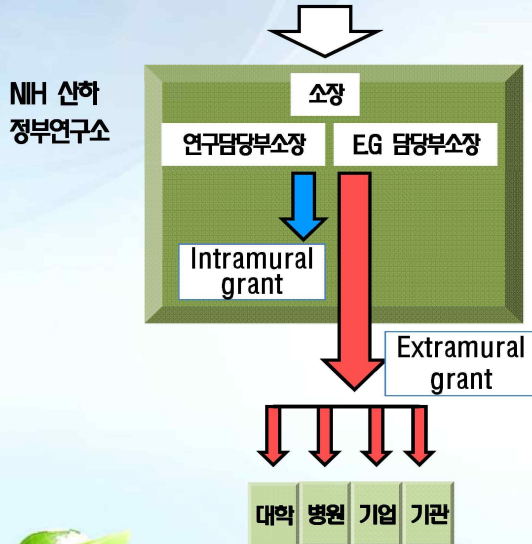 NIH 산하
정부연구소
소장
연구담당부소장
E.G 담당부소장
Intramural
grant
Extramural
grant
대학
병원
기업
기관